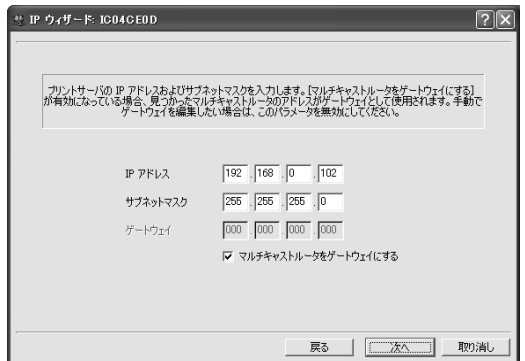 IP ウィザード: IC04CE0D
プリントサーバの IP アドレスおよびサブネットマスクを入力します。[マルチキャストルータをゲートウェイにする]
が有効になっている場合、見つかったマルチキャストルータのアドレスがゲートウェイとして使用されます。手動で
ゲートウェイを編集したい場合は、このパラメータを無効にしてください。
IP アドレス 192 . 168 . 0 . 102
サブネットマスク 255 . 255 . 255 . 0
ゲートウェイ 000 . 000 . 000 . 000
マルチキャストルータをゲートウェイにする
戻る 次へ 取り消し